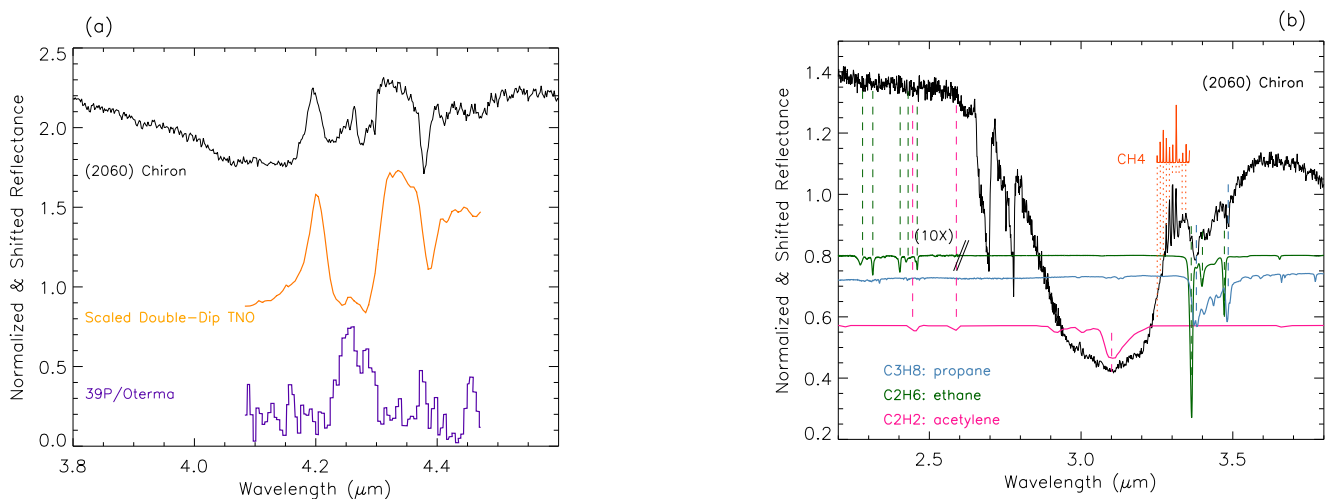 (a)
Normalized & Shifted Reflectance
2.5
2.0
1.5
1.0
0.5
0.0
(2060) Chiron
Scaled Double-Dip TNO
39P/Oterma
3.8
4.0
4.2
4.4
Wavelength (μm)
(b)
Normalized & Shifted Reflectance
1.4
1.2
1.0
0.8
0.6
0.4
0.2
(2060) Chiron
CH4
(10X)
C3H8: propane
C2H6: ethane
C2H2: acetylene
2.5
3.0
3.5
Wavelength (μm)